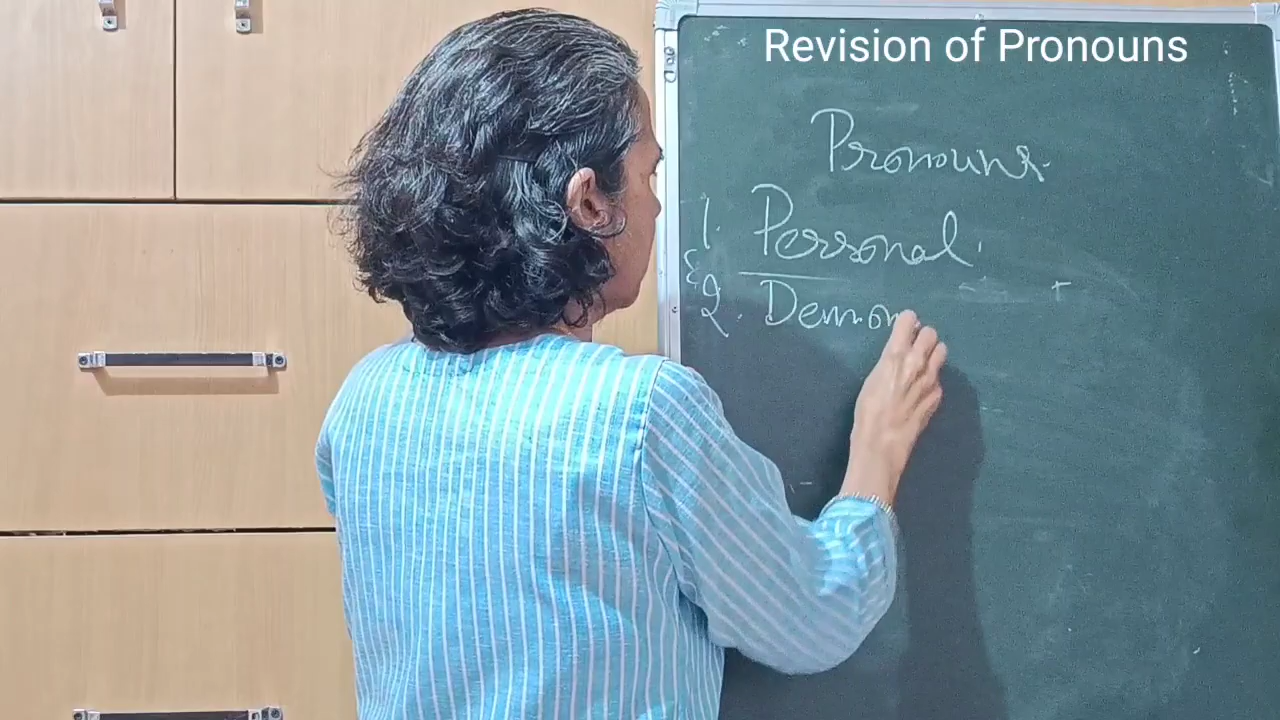 Revision of Pronouns
Pronouns
1. Personal.
2. Demon